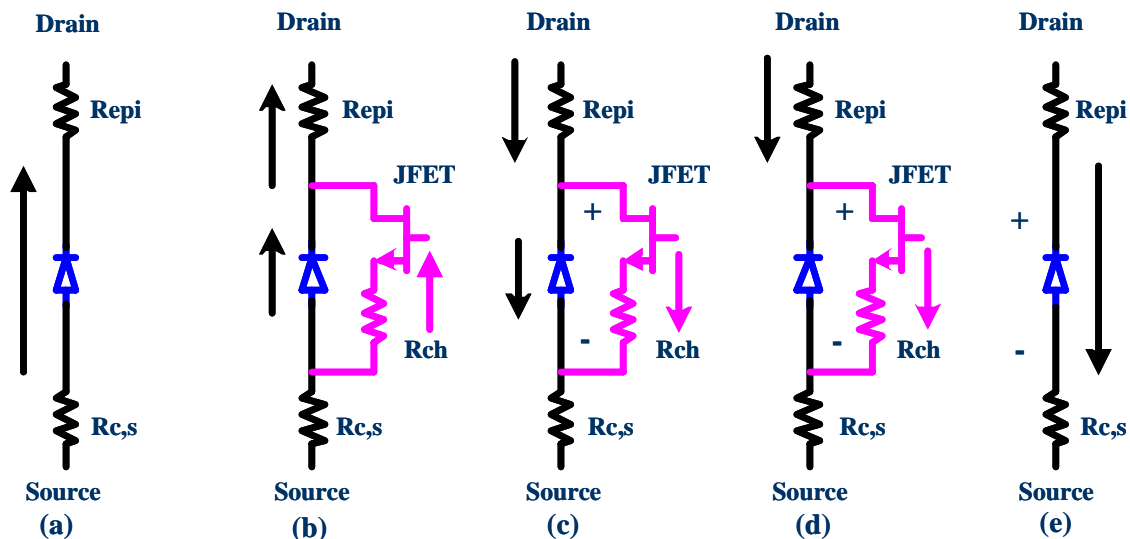 Drain Drain Drain Drain Drain
Repi Repi Repi Repi Repi
JFET JFET JFET
+ + +
- - -
Rch Rch Rch
Rc,s Rc,s Rc,s Rc,s Rc,s
Source Source Source Source Source
(a) (b) (c) (d) (e)